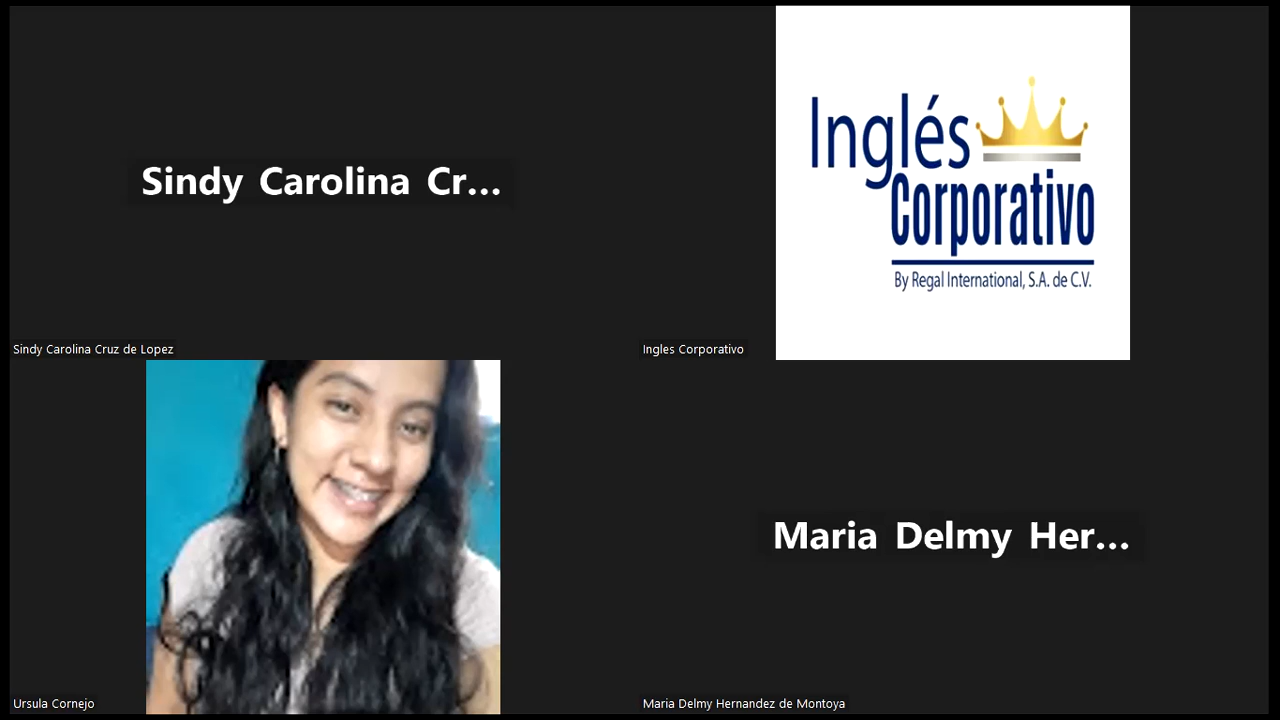 Sindy Carolina Cr...
Inglés
Corporativo
By Regal International, S.A. de C.V.
Sindy Carolina Cruz de Lopez
Ingles Corporativo
Maria Delmy Her...
Ursula Cornejo
Maria Delmy Hernandez de Montoya